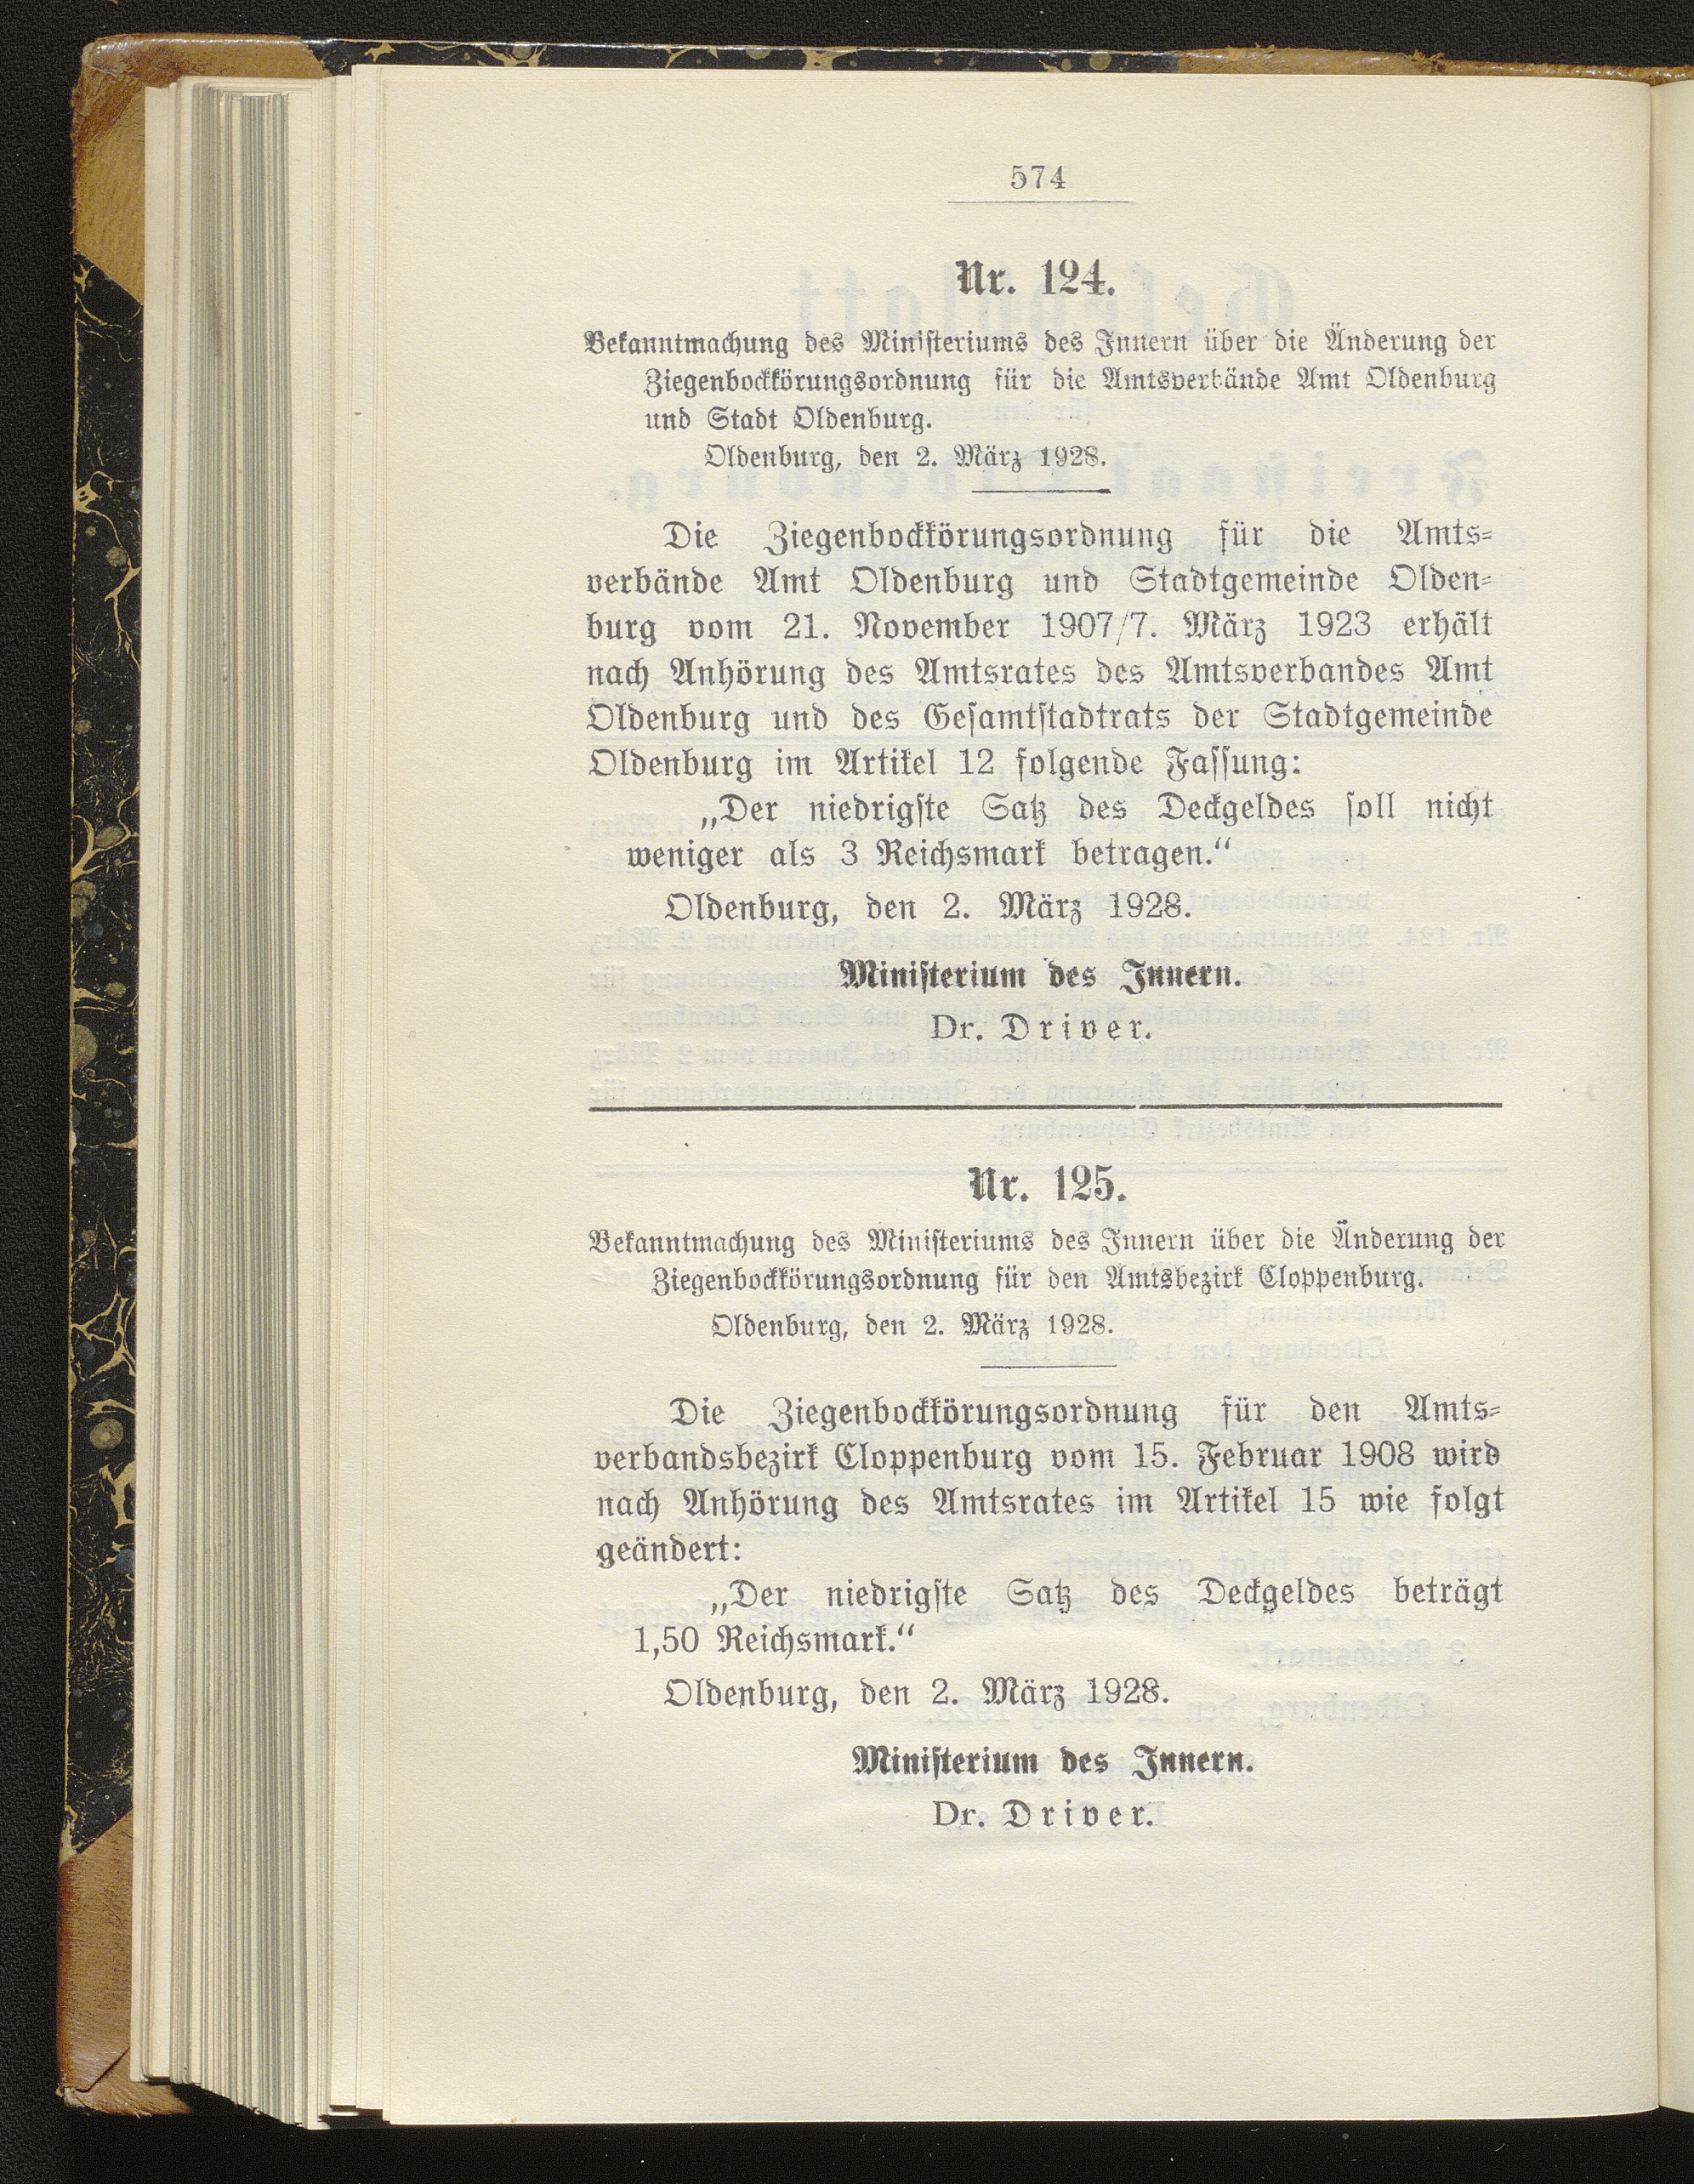 574
Nr. 124.
Bekanntmachung des Ministeriums des Innern über die Änderung der
Ziegenbockkörungsordnung für die Amtsverbände Amt Oldenburg
und Stadt Oldenburg.
Oldenburg, den 2. März 1928.
Die Ziegenbockkörungsordnung für die Amts-
verbände Amt Oldenburg und Stadtgemeinde Olden-
burg vom 21. November 1907/7. März 1923 erhält
nach Anhörung des Amtsrates des Amtsverbandes Amt
Oldenburg und des Gesamtstadtrats der Stadtgemeinde
Oldenburg im Artikel 12 folgende Fassung:
„Der niedrigste Satz des Deckgeldes soll nicht
weniger als 3 Reichsmark betragen.“
Oldenburg, den 2. März 1928.
Ministerium des Innern.
Dr. Driver.
Nr. 125.
Bekanntmachung des Ministeriums des Innern über die Änderung der
Ziegenbockkörungsordnung für den Amtsbezirk Cloppenburg.
Oldenburg, den 2. März 1928.
Die Ziegenbockkörungsordnung für den Amts-
verbandsbezirk Cloppenburg vom 15. Februar 1908 wird
nach Anhörung des Amtsrates im Artikel 15 wie folgt
geändert:
„Der niedrigste Satz des Deckgeldes beträgt
1,50 Reichsmark.“
Oldenburg, den 2. März 1928.
Ministerium des Innern.
Dr. Driver.